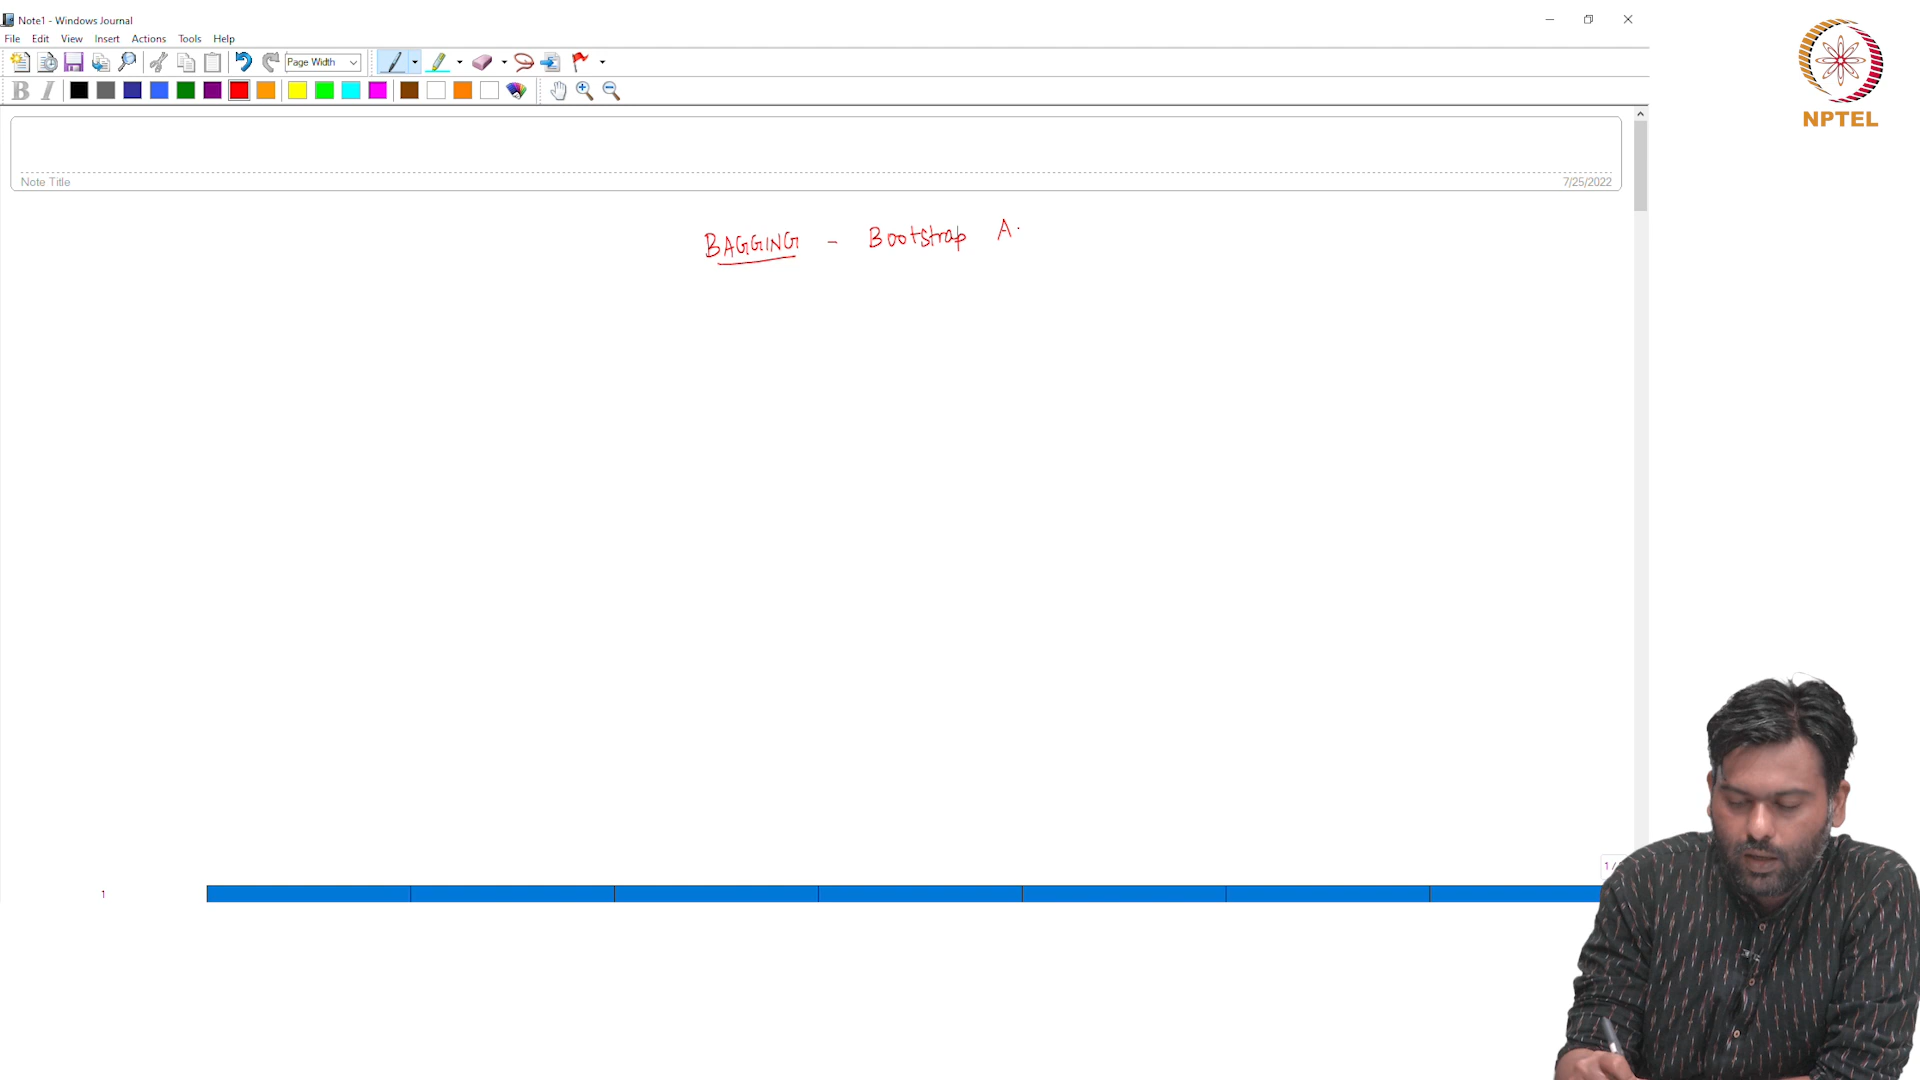 Note1 - Windows Journal
File Edit View Insert Actions Tools Help
Page Width
B I
NPTEL
Note Title 7/25/2022
BAGGING - Bootstrap A.
1/
1